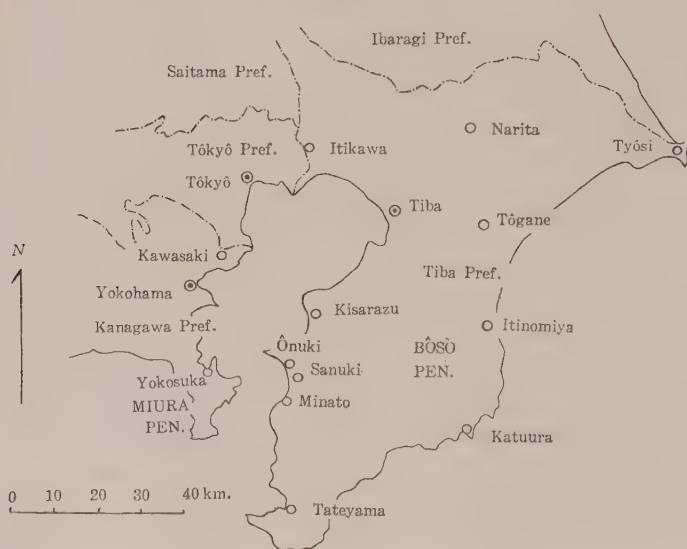 Ibaragi Pref.
Saitama Pref.
Narita
Tyôsi
Itikawa
Tôkyô Pref.
Tôkyô
Tiba
Tôgane
Kawasaki
Tiba Pref.
N
Yokohama
Kisarazu
Itinomiya
Kanagawa Pref.
Ônuki
BÔSÔ
PEN.
Sanuki
Yokosuka
MIURA
PEN.
Minato
Katuura
0 10 20 30 40 km.
Tateyama